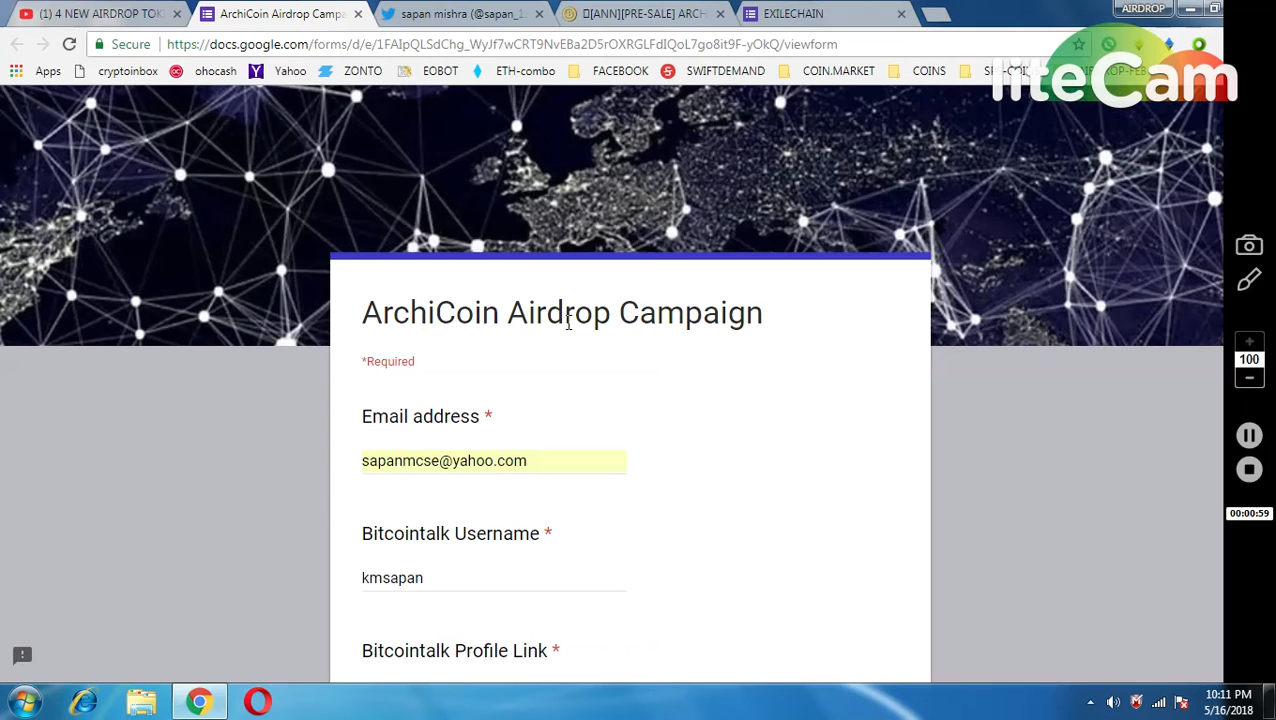 (1) 4 NEW AIRDROP TOK
ArchiCoin Airdrop Campa
sapan.mishra (@sapan_1
[ANN][PRE-SALE] ARCH
EXILECHAIN
AIRDROP
Secure
https://docs.google.com/forms/d/e/1FAIpQLSdChg_WyJf7wCRT9NvEBa2D5rOXRGLFdIQoL7go8it9F-yOkQ/viewform
Apps
cryptoinbox
ohocash
Yahoo
ETH-combo
FACEBOOK
SWIFTDEMAND
COIN.MARKET
COINS
liteCam
ArchiCoin Airdrop Campaign
*Required
Email address *
sapanmcse@yahoo.com
Bitcointalk Username *
kmsapan
Bitcointalk Profile Link *
100
00:00:59
10:11 PM
5/16/2018